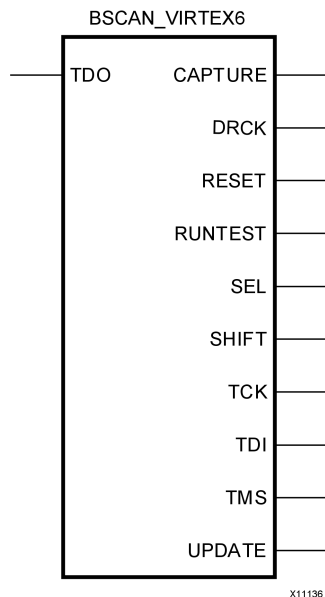 BSCAN_VIRTEX6
TDO CAPTURE
DRCK
RESET
RUNTEST
SEL
SHIFT
TCK
TDI
TMS
UPDATE
X11136